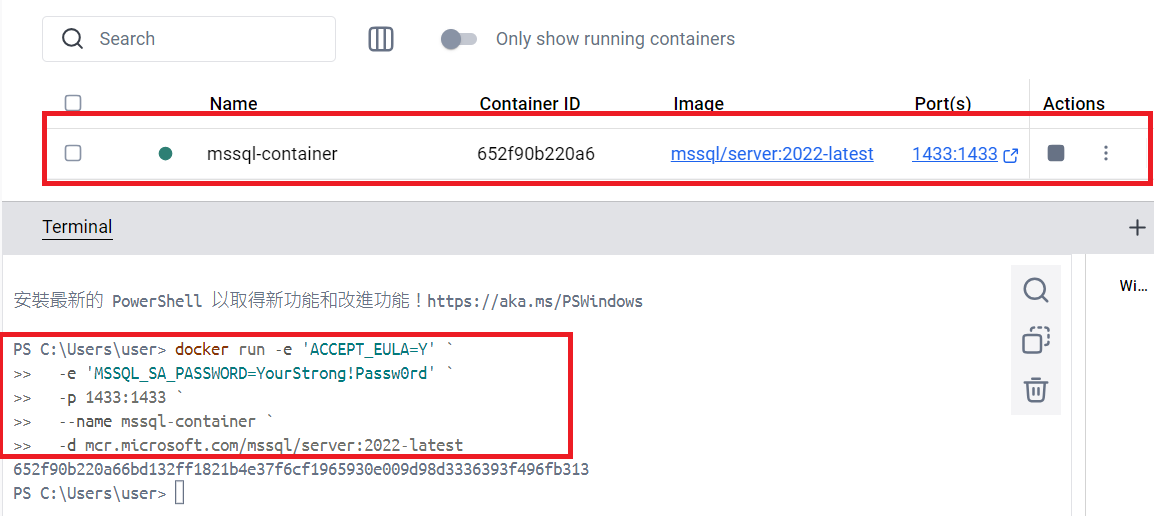 Search
Only show running containers
Name Container ID Image Port(s) Actions
mssql-container 652f90b220a6 mssql/server:2022-latest 1433:1433
Terminal
安裝最新的 PowerShell 以取得新功能和改進功能!https://aka.ms/PSWindows
Wi...
PS C:\Users\user> docker run -e 'ACCEPT_EULA=Y' `
>>   -e 'MSSQL_SA_PASSWORD=YourStrong!Passw0rd' `
>>   -p 1433:1433 `
>>   --name mssql-container `
>>   -d mcr.microsoft.com/mssql/server:2022-latest
652f90b220a66bd132ff1821b4e37f6cf1965930e009d98d3336393f496fb313
PS C:\Users\user>